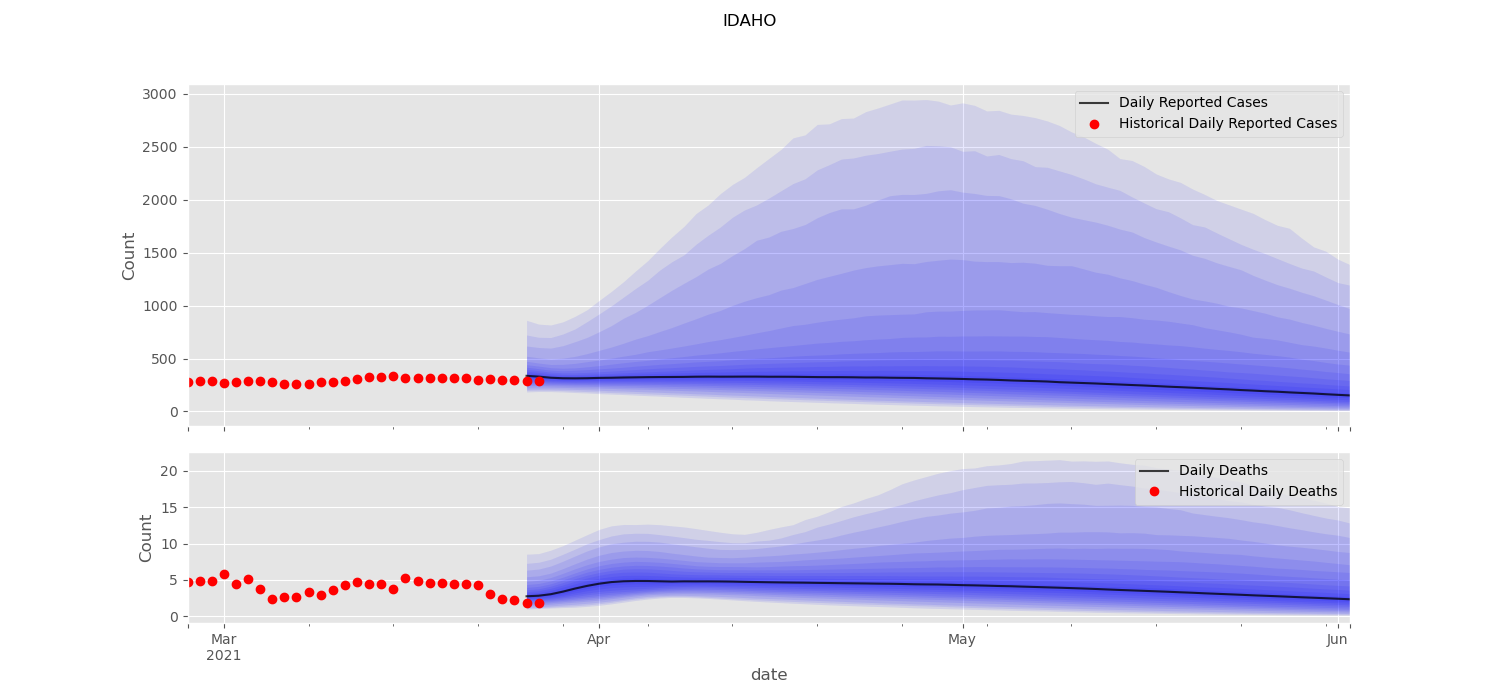 IDAHO
3000
2500
2000
1500
1000
500
0
Count
Daily Reported Cases
Historical Daily Reported Cases
20
15
10
5
0
Count
Daily Deaths
Historical Daily Deaths
Mar
2021
Apr
May
Jun
date